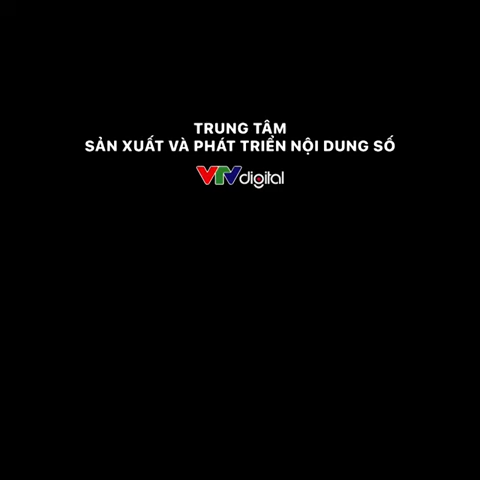 TRUNG TÂM
SẢN XUẤT VÀ PHÁT TRIỂN NỘI DUNG SỐ
VTVdigital